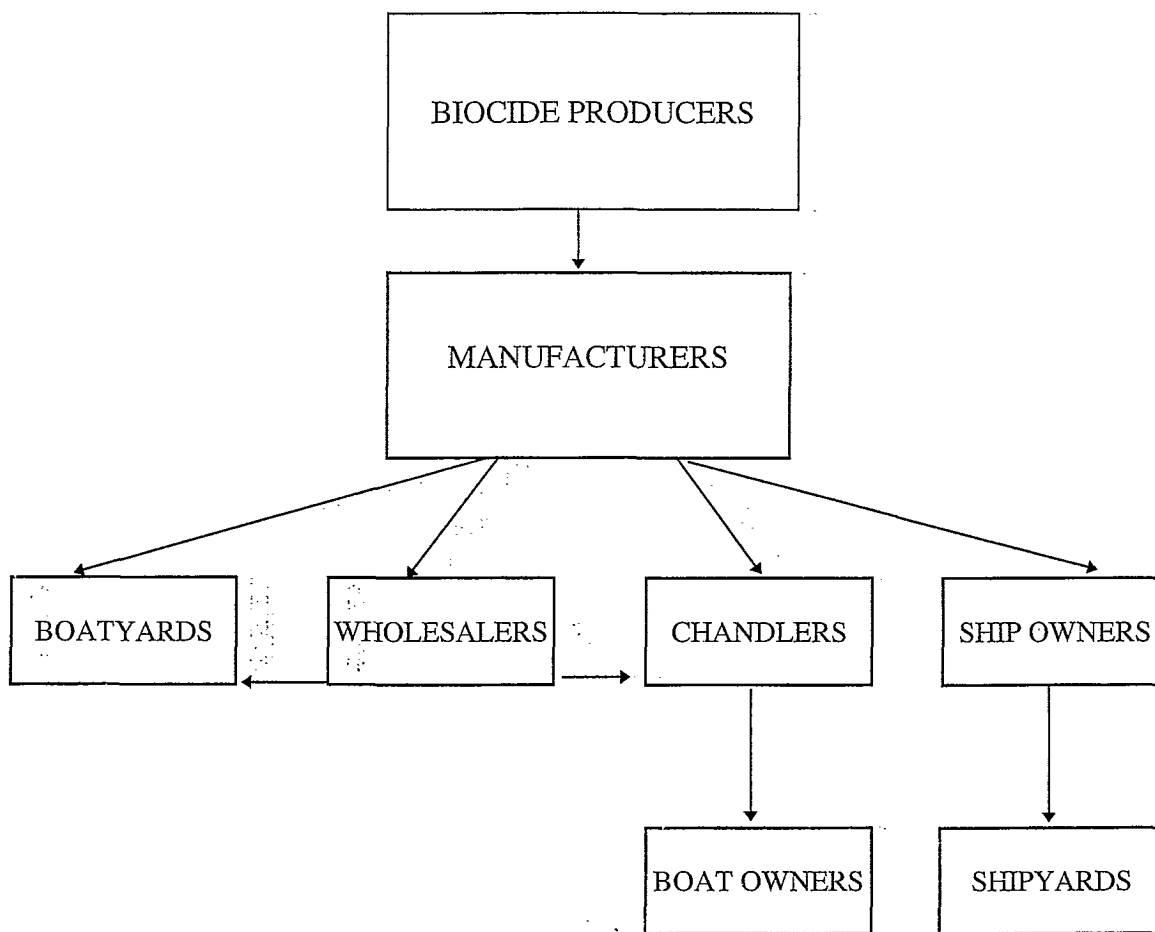 BIOCIDE PRODUCERS
MANUFACTURERS
BOATYARDS
WHOLESALERS
CHANDLERS
SHIP OWNERS
BOAT OWNERS
SHIPYARDS